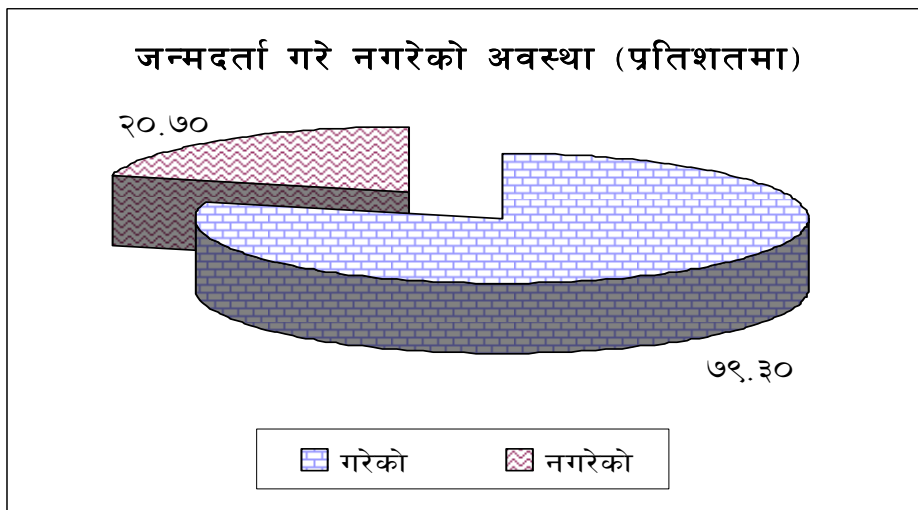 जन्मदर्ता गरे नगरेको अवस्था (प्रतिशतमा)
२०.७०
७९.३०
गरेको नगरेको